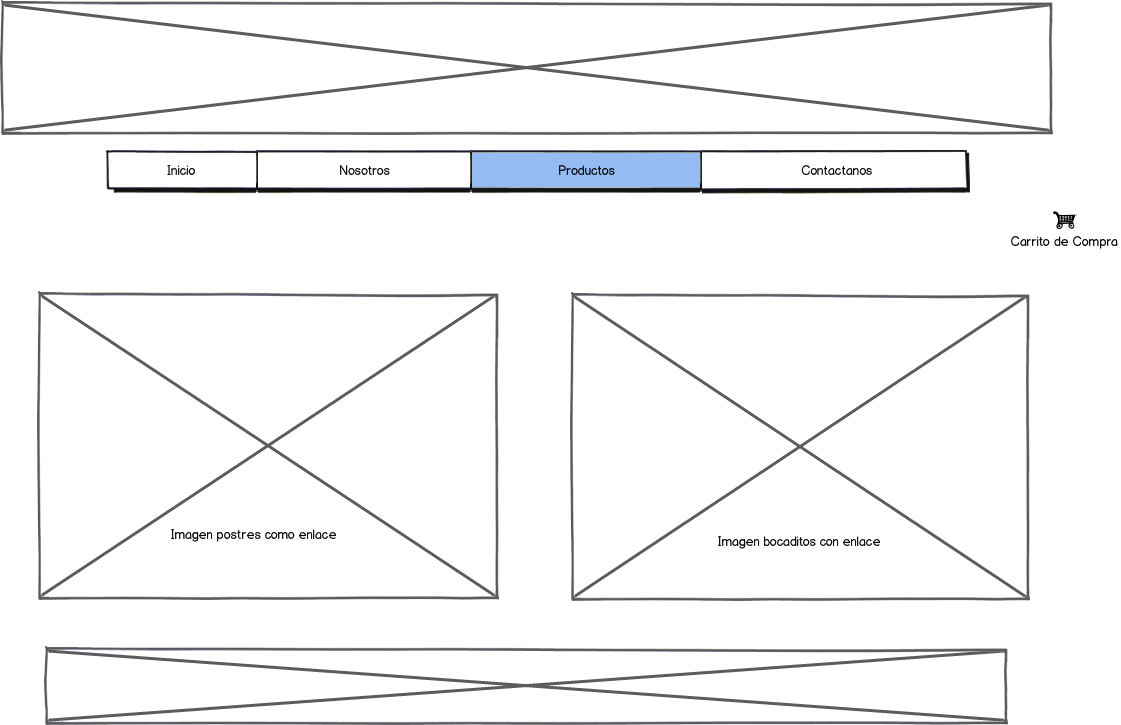 Inicio
Nosotros
Productos
Contactanos
Carrito de Compra
Imagen postres como enlace
Imagen bocaditos con enlace